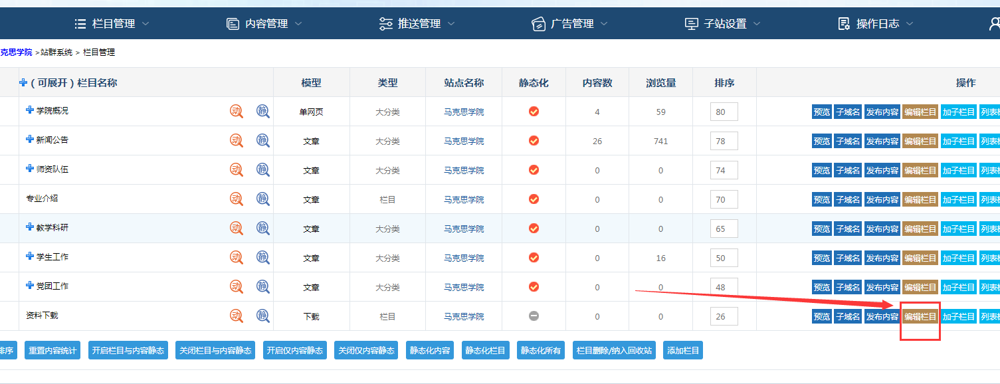 栏目管理 内容管理 推送管理 广告管理 子站设置 操作日志
克思学院 >站群系统 > 栏目管理
( 可展开 ) 栏目名称 模型 类型 站点名称 静态化 内容数 浏览量 排序 操作
学院概况 动 静 单网页 大分类 马克思学院 4 59 80 预览 子域名 发布内容 编辑栏目 加子栏目 列表
新闻公告 动 静 文章 大分类 马克思学院 26 741 78 预览 子域名 发布内容 编辑栏目 加子栏目 列表
师资队伍 动 静 文章 大分类 马克思学院 0 0 74 预览 子域名 发布内容 编辑栏目 加子栏目 列表
专业介绍 动 静 文章 栏目 马克思学院 0 0 70 预览 子域名 发布内容 编辑栏目 加子栏目 列表
教学科研 动 静 文章 大分类 马克思学院 0 0 65 预览 子域名 发布内容 编辑栏目 加子栏目 列表
学生工作 动 静 文章 大分类 马克思学院 0 16 50 预览 子域名 发布内容 编辑栏目 加子栏目 列表
党团工作 动 静 文章 大分类 马克思学院 0 0 48 预览 子域名 发布内容 编辑栏目 加子栏目 列表
资料下载 动 静 下载 栏目 马克思学院 0 0 26 预览 子域名 发布内容 编辑栏目 加子栏目 列表
排序 重置内容统计 开启栏目与内容静态 关闭栏目与内容静态 开启仅内容静态 关闭仅内容静态 静态化内容 静态化栏目 静态化所有 栏目删除/纳入回收站 添加栏目